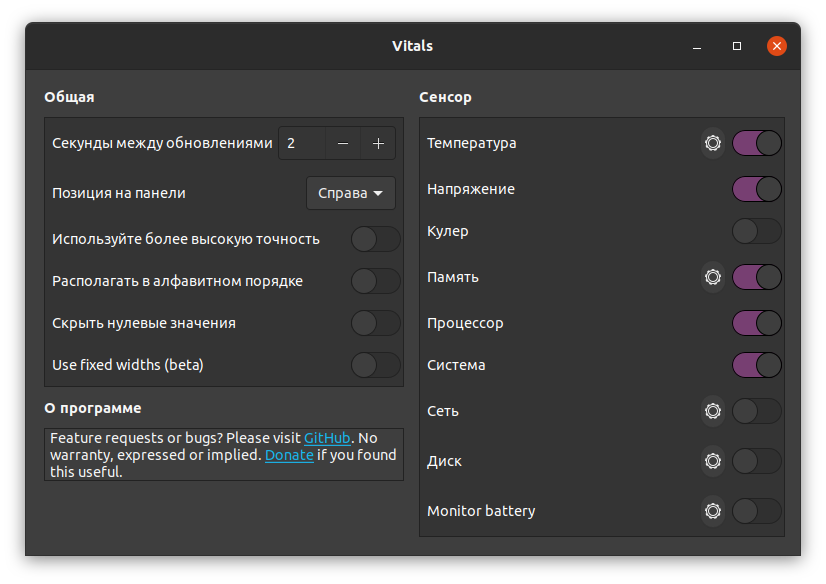 Vitals
Общая
Секунды между обновлениями 2 − +
Позиция на панели Справа
Используйте более высокую точность
Располагать в алфавитном порядке
Скрыть нулевые значения
Use fixed widths (beta)
О программе
Feature requests or bugs? Please visit GitHub. No
warranty, expressed or implied. Donate if you found
this useful.
Сенсор
Температура
Напряжение
Кулер
Память
Процессор
Система
Сеть
Диск
Monitor battery